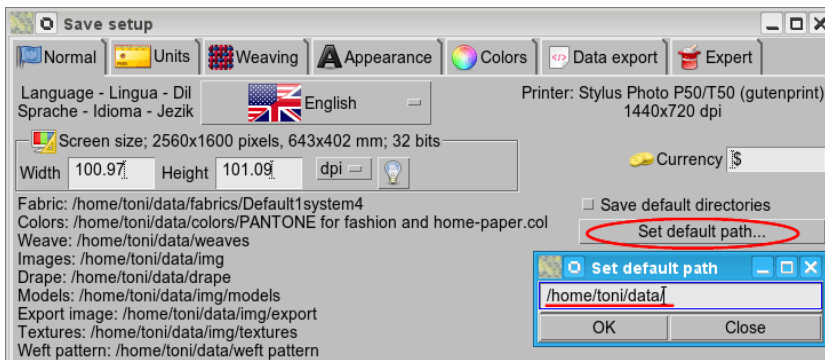 Save setup
Normal Units Weaving Appearance Colors Data export Expert
Language - Lingua - Dil
Sprache - Idioma - Jezik
English
Printer: Stylus Photo P50/T50 (gutenprint)
1440x720 dpi
Screen size; 2560x1600 pixels, 643x402 mm; 32 bits
Width 100.97 Height 101.09 dpi
Currency $
Fabric: /home/toni/data/fabrics/Default1system4
Colors: /home/toni/data/colors/PANTONE for fashion and home-paper.col
Weave: /home/toni/data/weaves
Images: /home/toni/data/img
Drape: /home/toni/data/drape
Models: /home/toni/data/img/models
Export image: /home/toni/data/img/export
Textures: /home/toni/data/img/textures
Weft pattern: /home/toni/data/weft pattern
Save default directories
Set default path...
Set default path
/home/toni/data/
OK Close